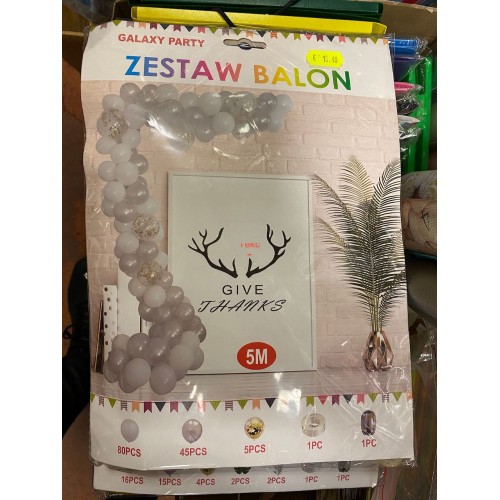 GALAXY PARTY
ZESTAW BALON
GIVE
THANKS
5M
80PCS 45PCS 5PCS 1PC 1PC
16PCS 15PCS 4PCS 2PCS 2PCS 1PC 1PC